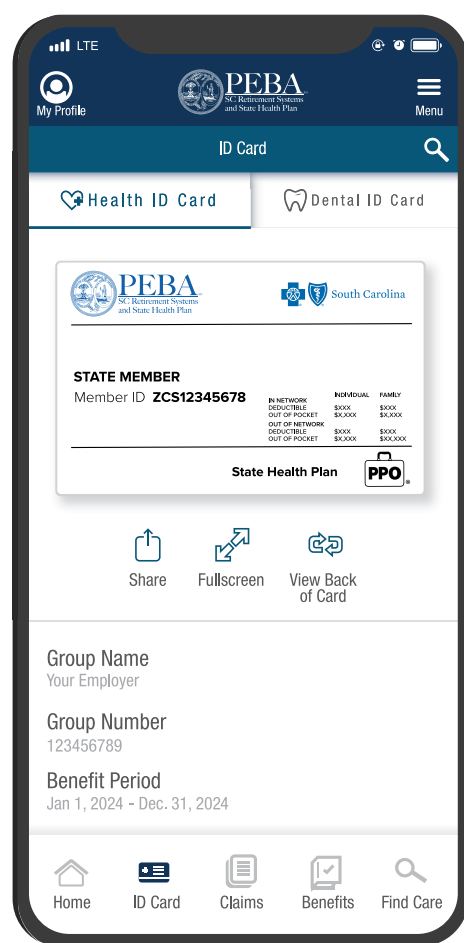 LTE
My Profile
PEBA
SC Retirement Systems
and State Health Plan
Menu
ID Card
Health ID Card
Dental ID Card
PEBA
SC Retirement Systems
and State Health Plan
South Carolina
STATE MEMBER
Member ID ZCS12345678
INDIVIDUAL FAMILY
IN NETWORK
DEDUCTIBLE $XXX $XXX
OUT OF POCKET $X,XXX $X,XXX
OUT OF NETWORK
DEDUCTIBLE $XXX $XXX
OUT OF POCKET $X,XXX $XX,XXX
State Health Plan
PPO
®
Share
Fullscreen
View Back
of Card
Group Name
Your Employer
Group Number
123456789
Benefit Period
Jan 1, 2024 - Dec. 31, 2024
Home
ID Card
Claims
Benefits
Find Care